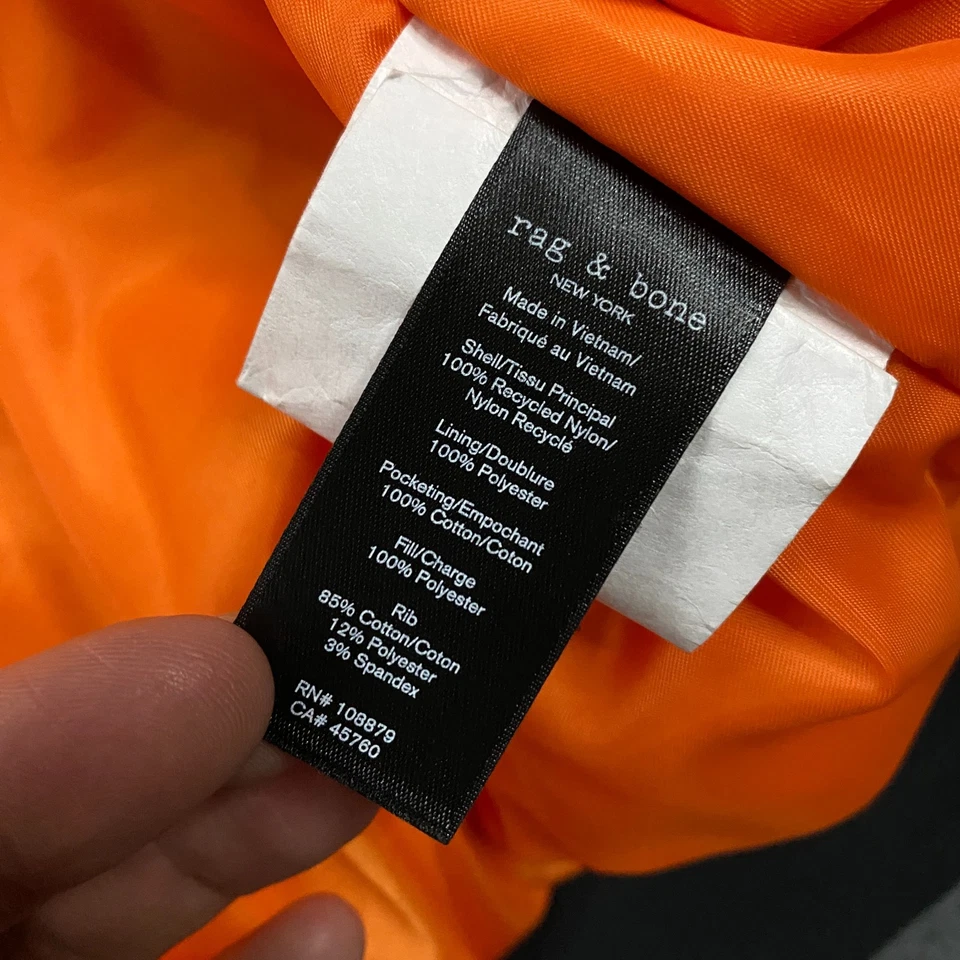 rag & bone
NEW YORK
Made in Vietnam/
Fabriqué au Vietnam
Shell/Tissu Principal
100% Recycled Nylon/
Nylon Recyclé
Lining/Doublure
100% Polyester
Pocketing/Empochant
100% Cotton/Coton
Fill/Charge
100% Polyester
Rib
85% Cotton/Coton
12% Polyester
3% Spandex
RN# 108879
CA# 45760